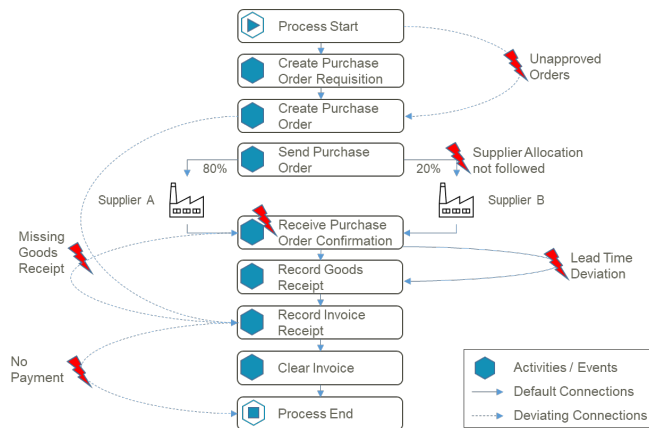 Process Start
Unapproved
Orders
Create Purchase
Order Requisition
Create Purchase
Order
Send Purchase
Order
80%
20%
Supplier Allocation
not followed
Supplier A
Supplier B
Receive Purchase
Order Confirmation
Missing
Goods
Receipt
Lead Time
Deviation
Record Goods
Receipt
Record Invoice
Receipt
No
Payment
Clear Invoice
Process End
Activities / Events
Default Connections
Deviating Connections